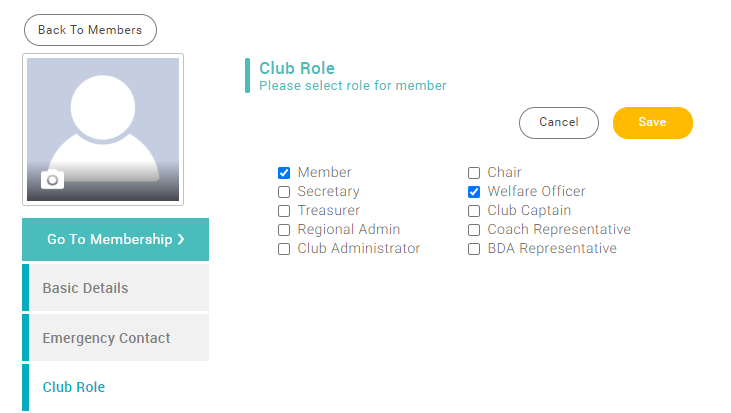 Back To Members
Club Role
Please select role for member
Cancel
Save
Member
Chair
Secretary
Welfare Officer
Treasurer
Club Captain
Regional Admin
Coach Representative
Club Administrator
BDA Representative
Go To Membership ❯
Basic Details
Emergency Contact
Club Role